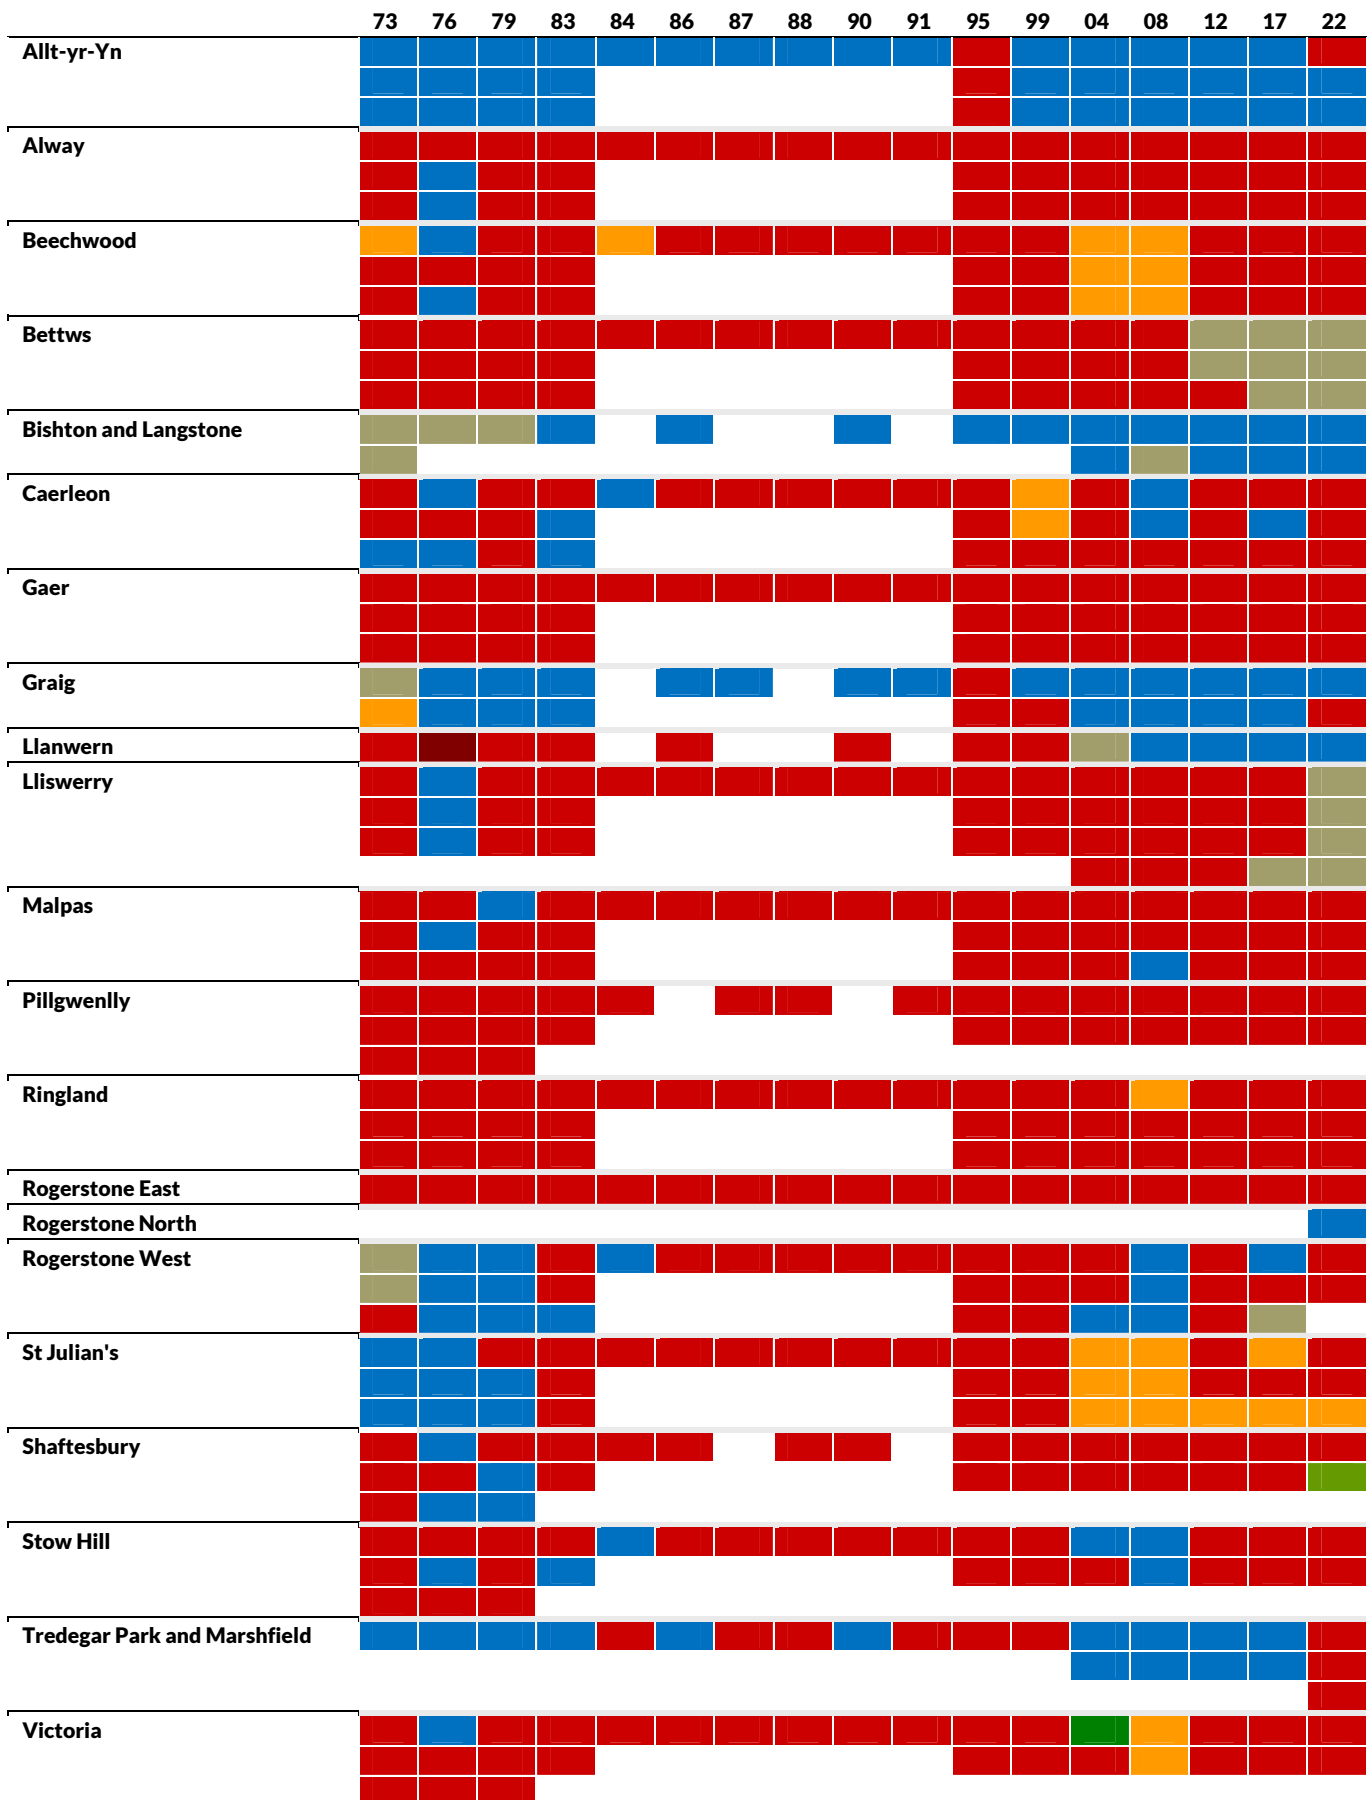 73 76 79 83 84 86 87 88 90 91 95 99 04 08 12 17 22
Allt-yr-Yn
Alway
Beechwood
Bettws
Bishton and Langstone
Caerleon
Gaer
Graig
Llanwern
Lliswerry
Malpas
Pillgwenlly
Ringland
Rogerstone East
Rogerstone North
Rogerstone West
St Julian's
Shaftesbury
Stow Hill
Tredegar Park and Marshfield
Victoria